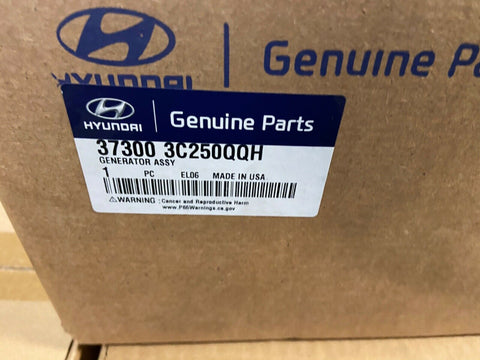 HYUNDAI
Genuine Pa
HYUNDAI
Genuine Parts
37300 3C250QQH
GENERATOR ASSY
1 PC EL06 MADE IN USA
⚠WARNING: Cancer and Reproductive Harm
www.P65Warnings.ca.gov